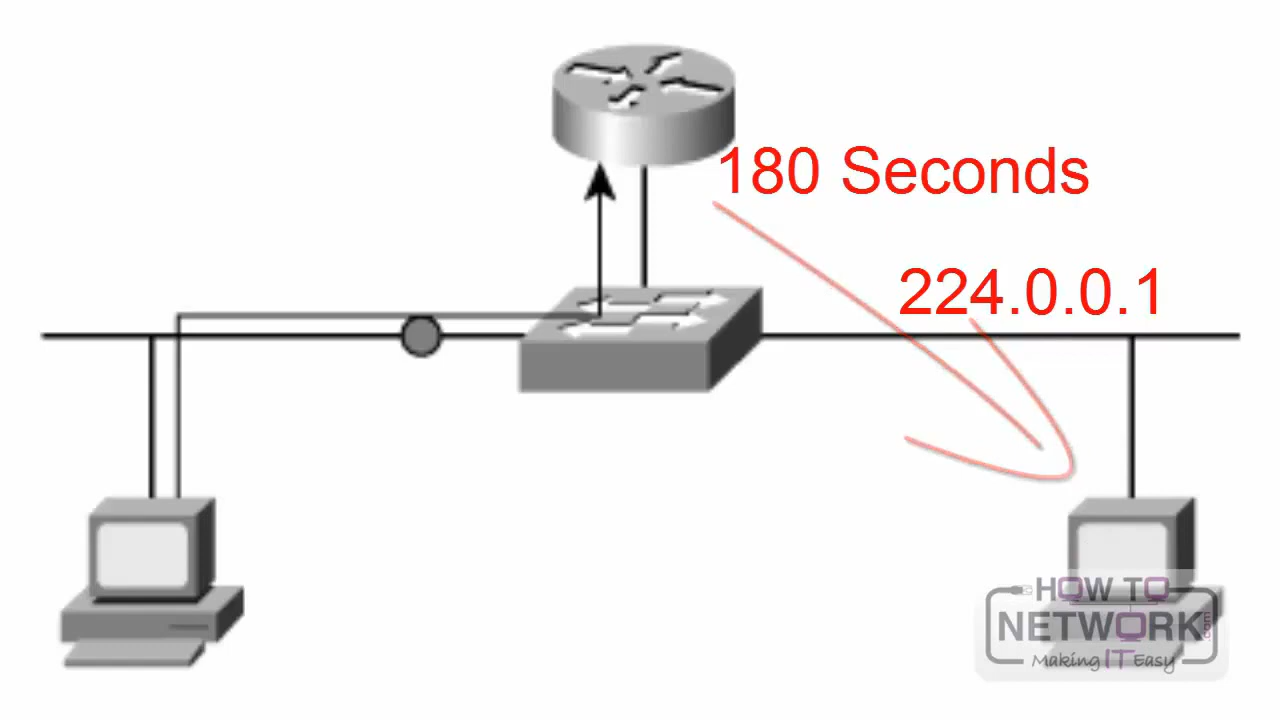 180 Seconds
224.0.0.1
HOW TO
NETWORK.com
Making IT Easy